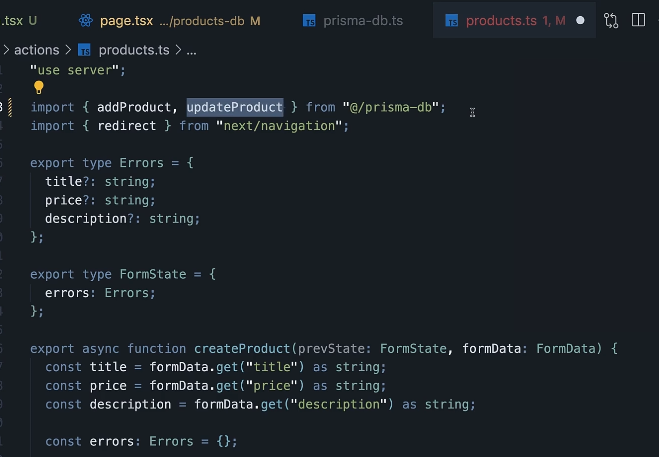 .tsx U page.tsx .../products-db M prisma-db.ts products.ts 1, M
> actions > products.ts > ...
"use server";
import { addProduct, updateProduct } from "@/prisma-db";
import { redirect } from "next/navigation";
export type Errors = {
title?: string;
price?: string;
description?: string;
};
export type FormState = {
errors: Errors;
};
export async function createProduct(prevState: FormState, formData: FormData) {
const title = formData.get("title") as string;
const price = formData.get("price") as string;
const description = formData.get("description") as string;
const errors: Errors = {};